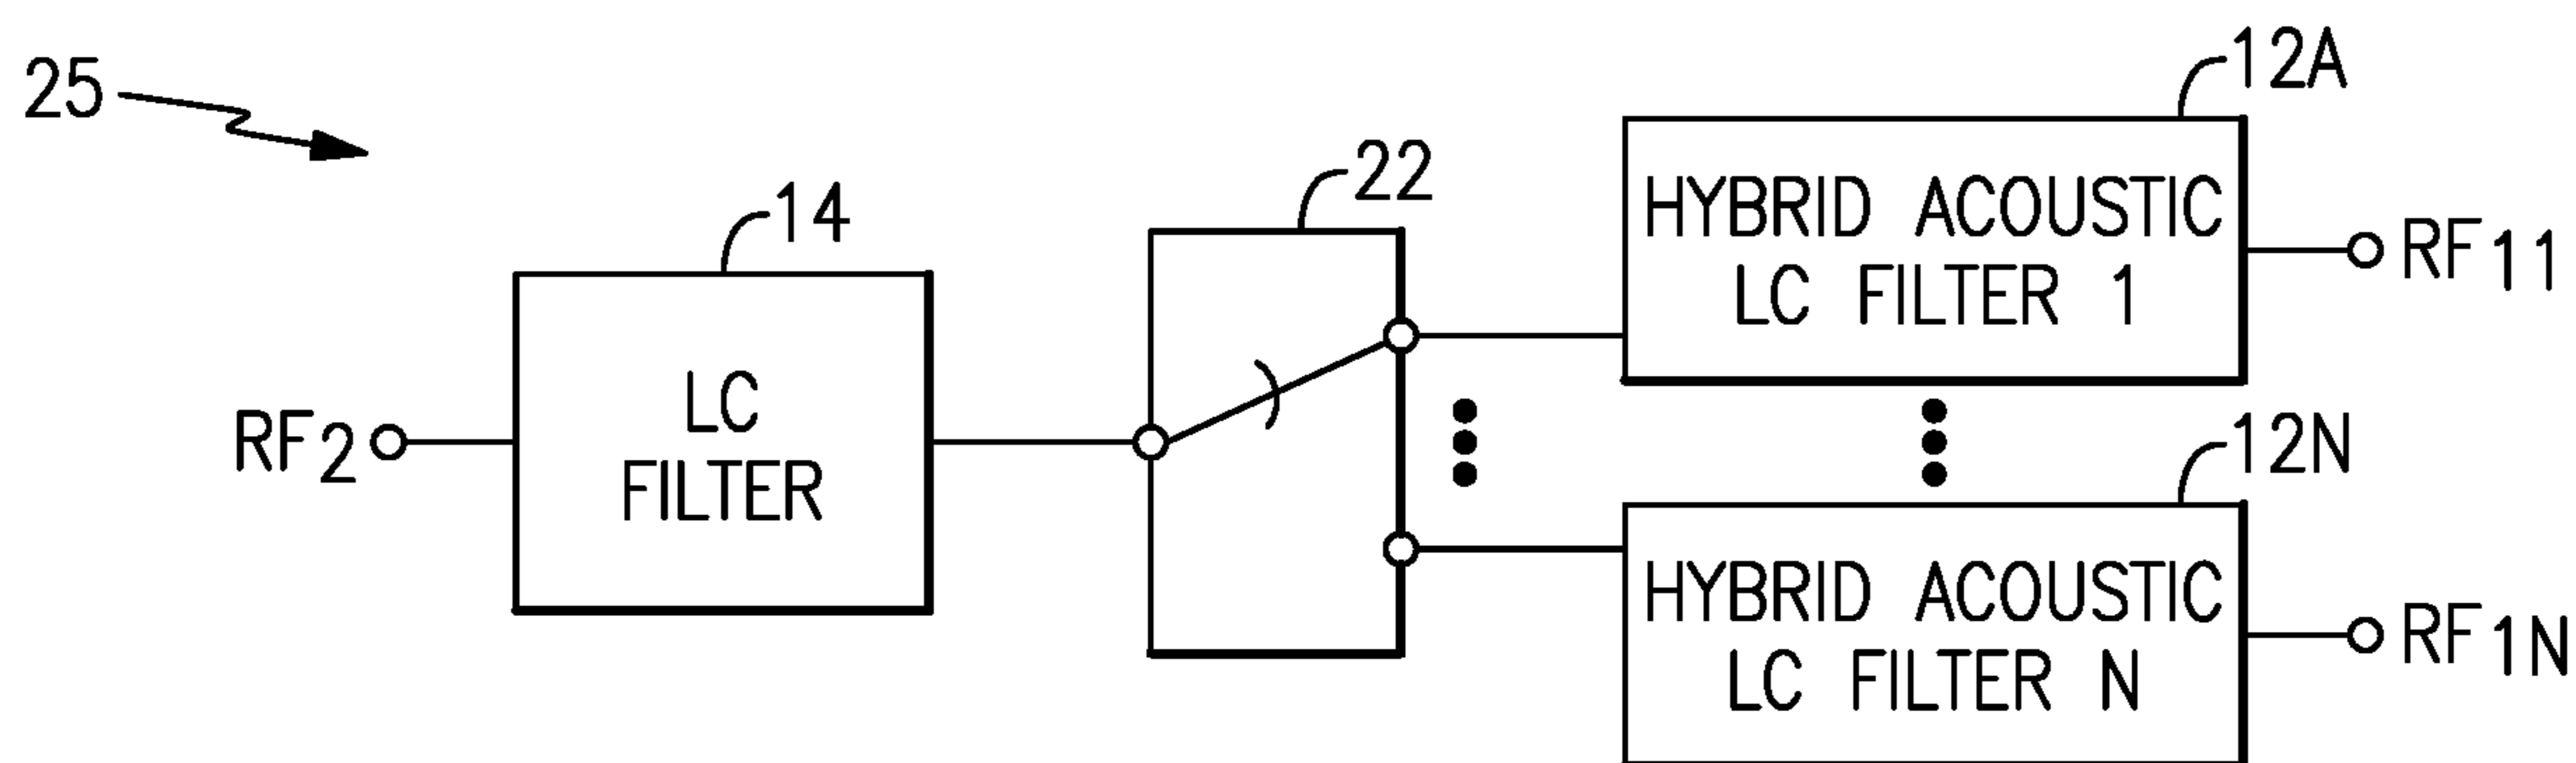 25
14
22
12A
HYBRID ACOUSTIC
LC FILTER 1
RF11
RF2
LC
FILTER
12N
HYBRID ACOUSTIC
LC FILTER N
RF1N